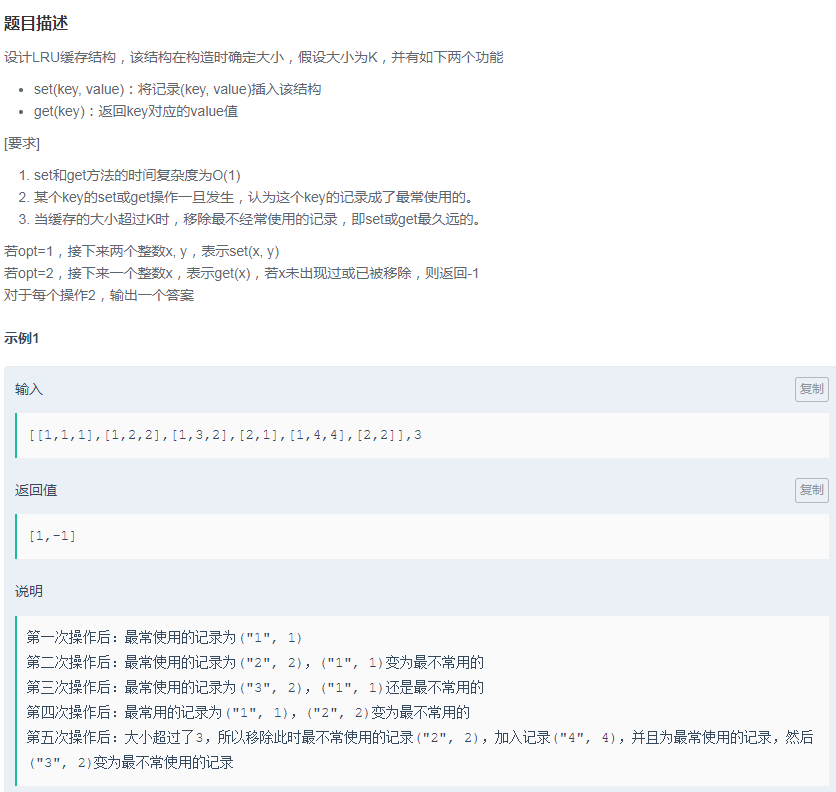 题目描述
设计LRU缓存结构，该结构在构造时确定大小，假设大小为K，并有如下两个功能
• set(key, value)：将记录(key, value)插入该结构
• get(key)：返回key对应的value值
[要求]
1. set和get方法的时间复杂度为O(1)
2. 某个key的set或get操作一旦发生，认为这个key的记录成了最常使用的。
3. 当缓存的大小超过K时，移除最不经常使用的记录，即set或get最久远的。
若opt=1，接下来两个整数x, y，表示set(x, y)
若opt=2，接下来一个整数x，表示get(x)，若x未出现过或已被移除，则返回-1
对于每个操作2，输出一个答案
示例1
输入
复制
[[1,1,1],[1,2,2],[1,3,2],[2,1],[1,4,4],[2,2]],3
返回值
复制
[1,-1]
说明
第一次操作后：最常使用的记录为("1", 1)
第二次操作后：最常使用的记录为("2", 2)，("1", 1)变为最不常用的
第三次操作后：最常使用的记录为("3", 2)，("1", 1)还是最不常用的
第四次操作后：最常用的记录为("1", 1)，("2", 2)变为最不常用的
第五次操作后：大小超过了3，所以移除此时最不常使用的记录("2", 2)，加入记录("4", 4)，并且为最常使用的记录，然后
("3", 2)变为最不常使用的记录